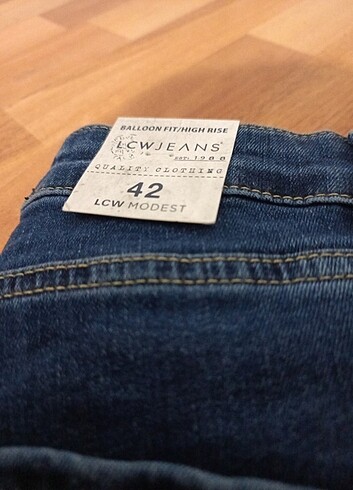 BALLOON FIT/HIGH RISE
LCWJEANS
EST. 1988
QUALITY CLOTHING
42
LCW MODEST